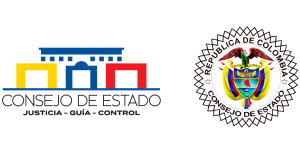 CONSEJO DE ESTADO
JUSTICIA - GUÍA - CONTROL
REPÚBLICA DE COLOMBIA
CONSEJO DE ESTADO